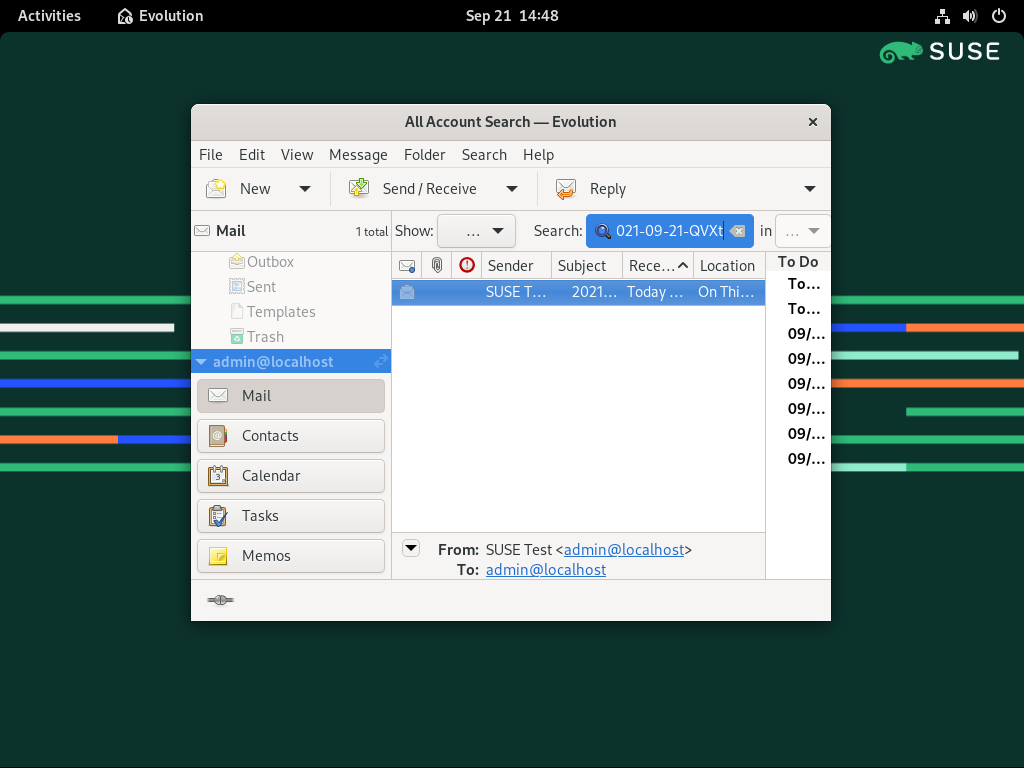 Activities Evolution Sep 21 14:48
SUSE
All Account Search — Evolution
File Edit View Message Folder Search Help
New Send / Receive Reply
Mail 1 total Show: ... Search: 021-09-21-QVXt in ...
Outbox
Sent
Templates
Trash
admin@localhost
Mail
Contacts
Calendar
Tasks
Memos
Sender Subject Rece... Location
SUSE T... 2021... Today ... On Thi...
From: SUSE Test <admin@localhost>
To: admin@localhost
To Do
To...
To...
09/...
09/...
09/...
09/...
09/...
09/...